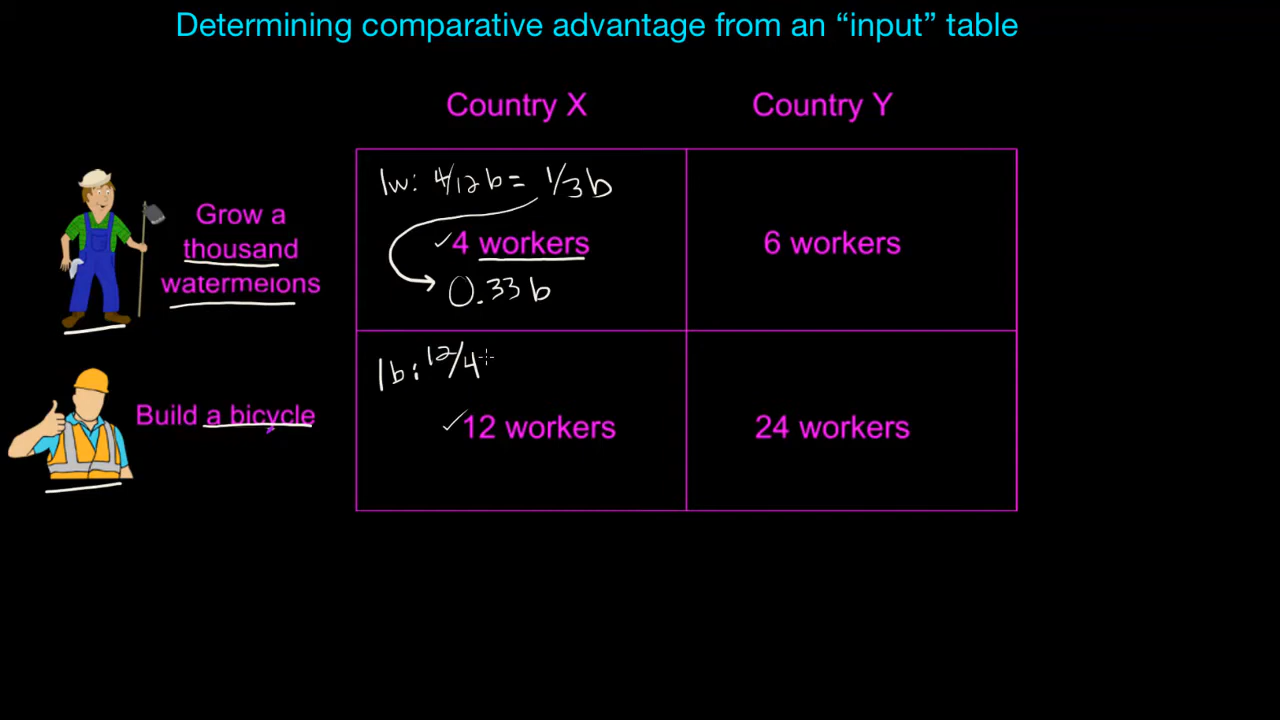 Determining comparative advantage from an “input” table
Country X
Country Y
Grow a
thousand
watermelons
1w: 4/12 b = 1/3 b
4 workers
0.33 b
6 workers
Build a bicycle
1b: 12/4
12 workers
24 workers